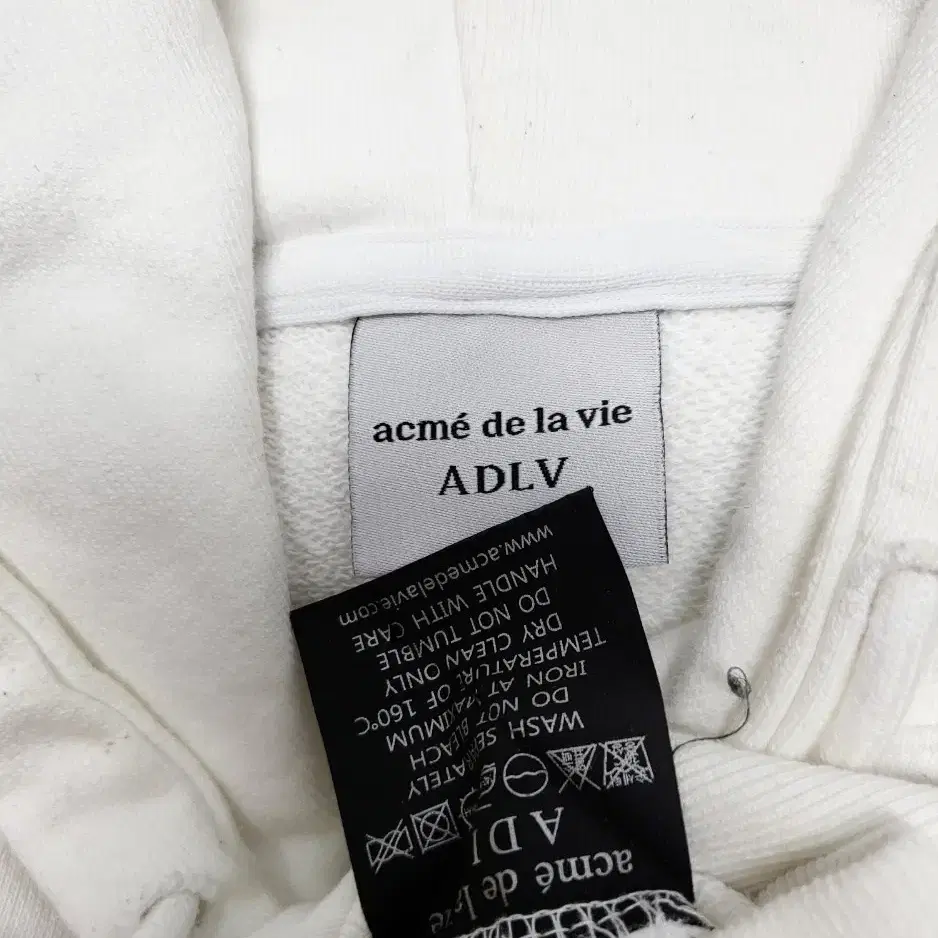 acmé de la vie
ADLV
acmé de la
ADL
WASH SEPARATELY
DO NOT BLEACH
IRON AT MAXIMUM
TEMPERATURE OF 160°C
DRY CLEAN ONLY
DO NOT TUMBLE
HANDLE WITH CARE
www.acmedelavie.com